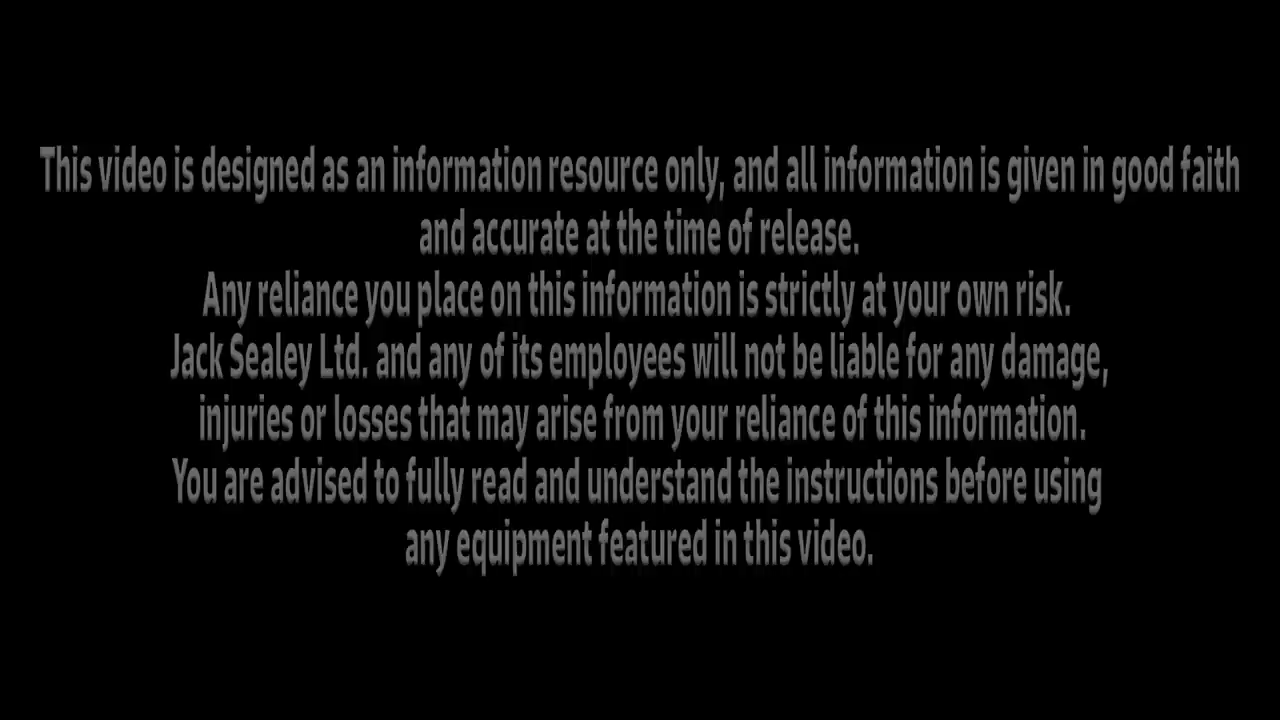 This video is designed as an information resource only, and all information is given in good faith
and accurate at the time of release.
Any reliance you place on this information is strictly at your own risk.
Jack Sealey Ltd. and any of its employees will not be liable for any damage,
injuries or losses that may arise from your reliance of this information.
You are advised to fully read and understand the instructions before using
any equipment featured in this video.